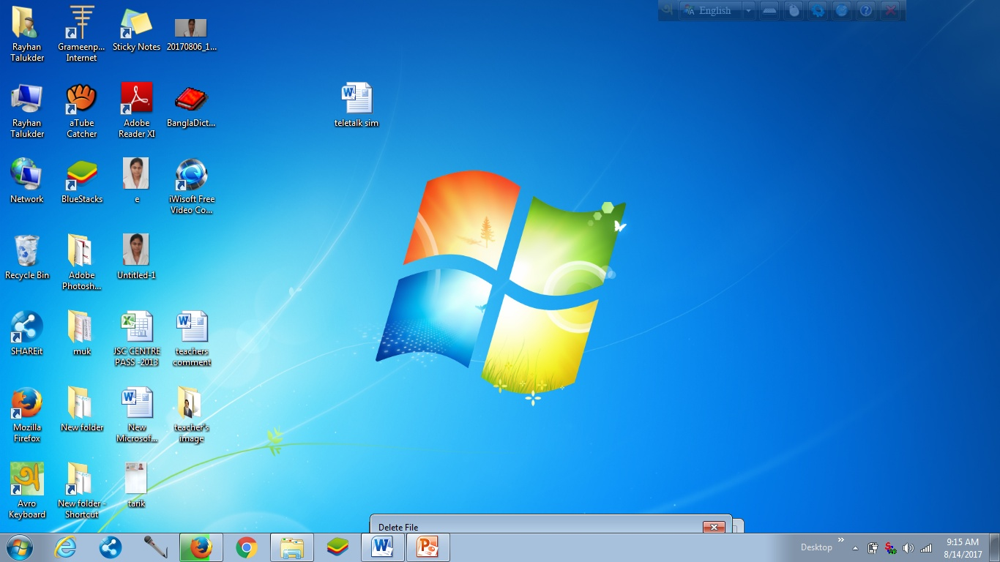 English
Rayhan
Talukder
Grameenp...
Internet
Sticky Notes
20170806_1...
Rayhan
Talukder
aTube
Catcher
Adobe
Reader XI
BanglaDict...
teletalk sim
Network
BlueStacks
e
iWisoft Free
Video Co...
Recycle Bin
Adobe
Photosh...
Untitled-1
SHAREit
muk
JSC CENTRE
PASS -2013
teachers
comment
Mozilla
Firefox
New folder
New
Microsof...
teacher's
image
Avro
Keyboard
New folder -
Shortcut
tarik
Delete File
Desktop
9:15 AM
8/14/2017